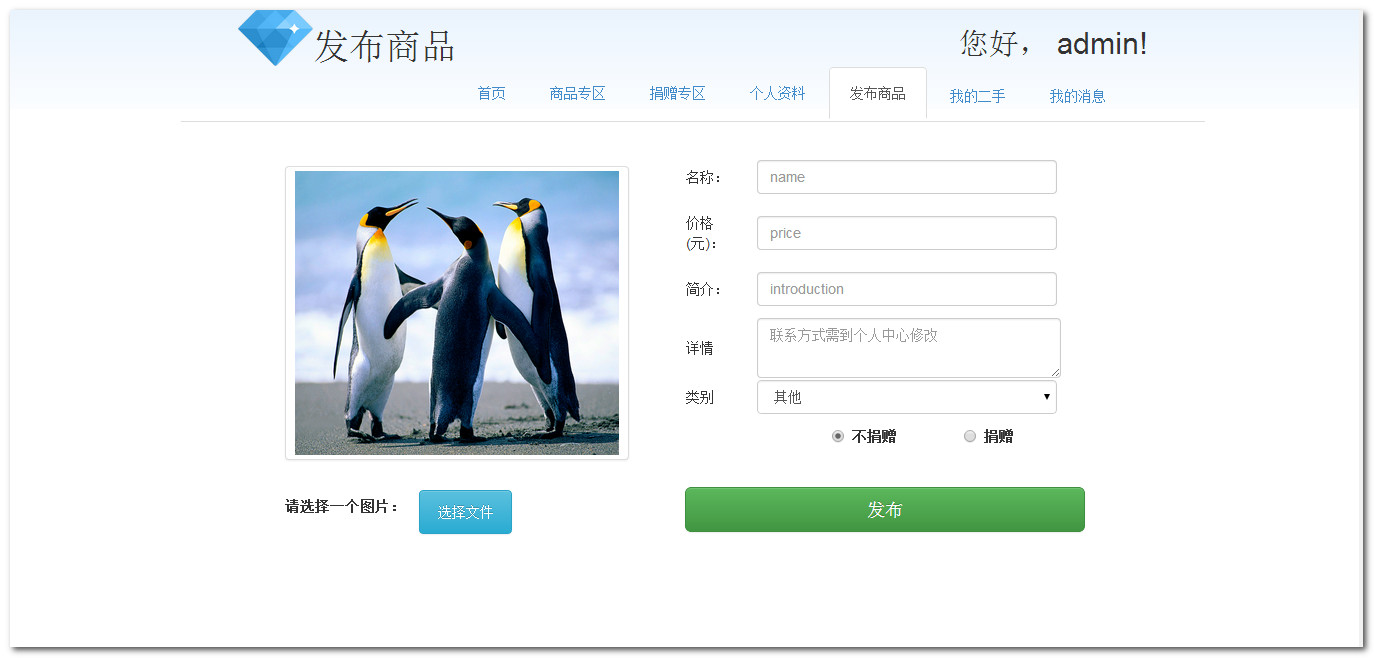 发布商品
您好， admin!
首页 商品专区 捐赠专区 个人资料 发布商品 我的二手 我的消息
名称： name
价格
(元)： price
简介： introduction
详情 联系方式需到个人中心修改
类别 其他
不捐赠 捐赠
请选择一个图片： 选择文件
发布